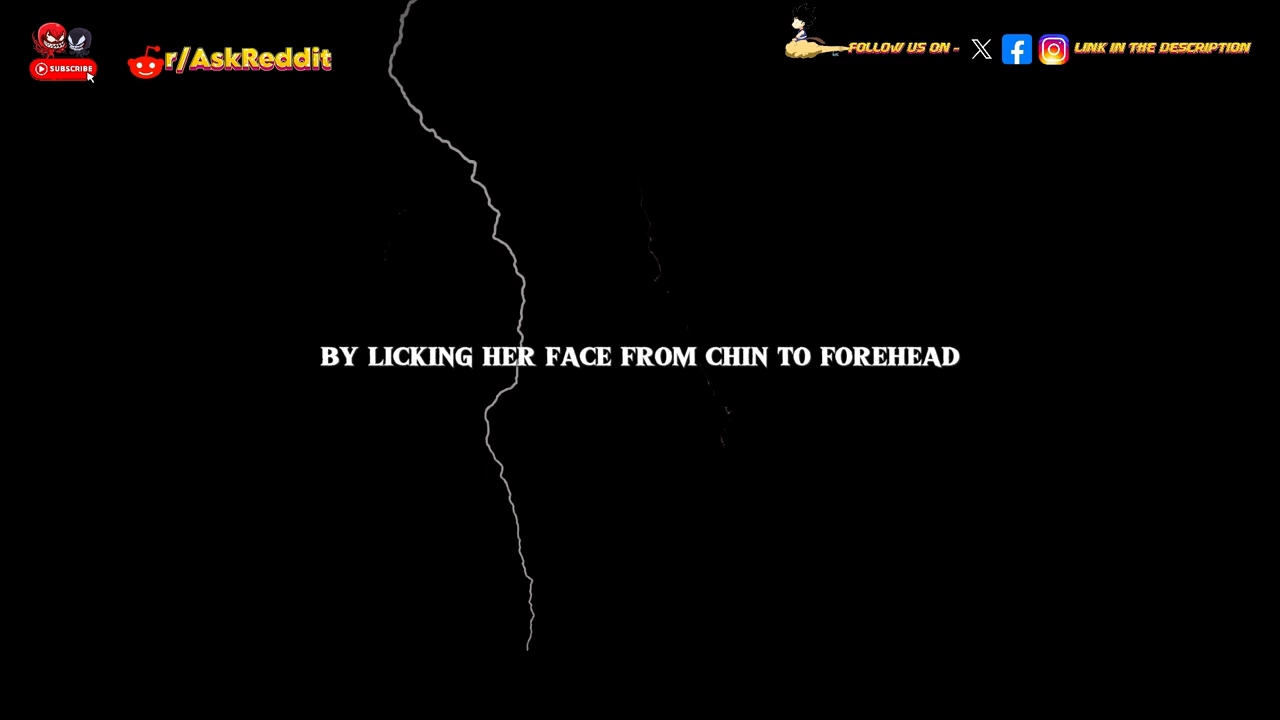 SUBSCRIBE
r/AskReddit
FOLLOW US ON -
LINK IN THE DESCRIPTION
BY LICKING HER FACE FROM CHIN TO FOREHEAD